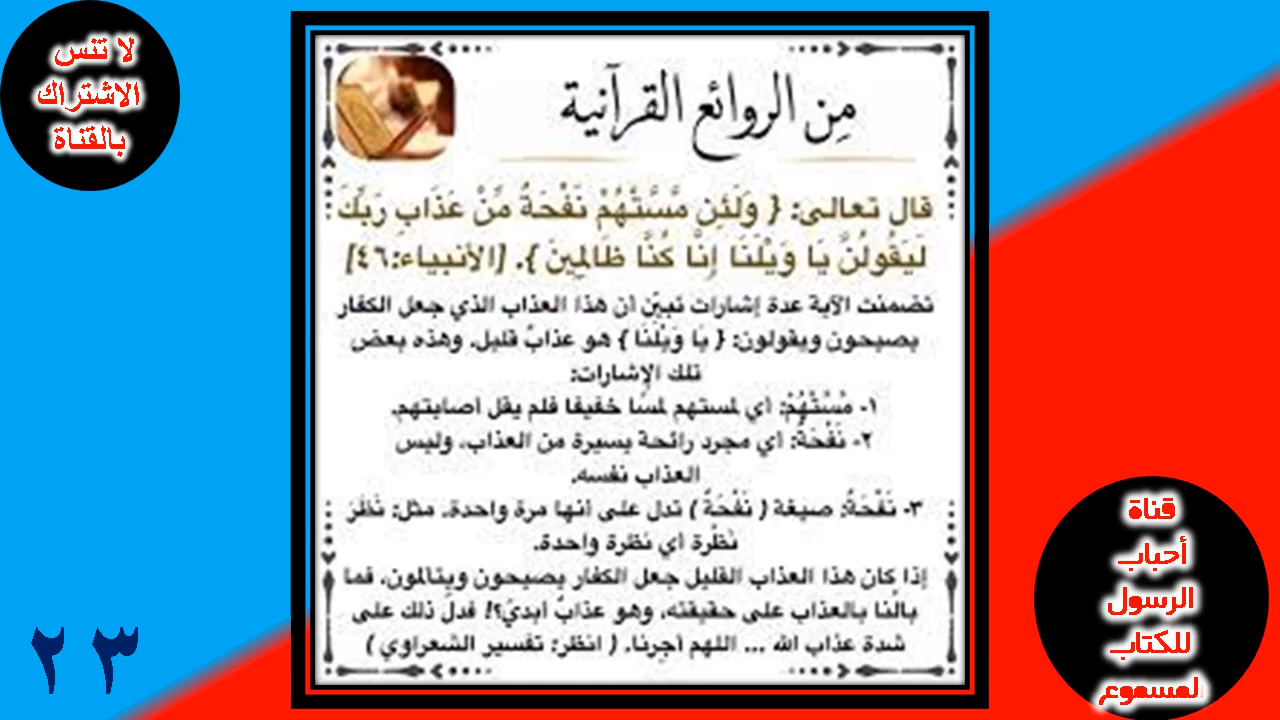 لا تنس
الاشتراك
بالقناة
مِن الروائع القرآنية
قال تعالى: { وَلَئِن مَّسَّتْهُمْ نَفْحَةٌ مِّنْ عَذَابِ رَبِّكَ
لَيَقُولُنَّ يَا وَيْلَنَا إِنَّا كُنَّا ظَالِمِينَ }. [الأنبياء:٤٦]
تضمنت الآية عدة إشارات تبيّن أن هذا العذاب الذي جعل الكفار
يصيحون ويقولون: { يَا وَيْلَنَا } هو عذابٌ قليل. وهذه بعض
تلك الإشارات:
١- مَّسَّتْهُمْ: أي لمستهم لمسًا خفيفا فلم يقل أصابتهم.
٢- نَفْحَةٌ: أي مجرد رائحة يسيرة من العذاب، وليس
العذاب نفسه.
٣- نَفْحَةٌ: صيغة ( نَفْحَةٌ ) تدل على أنها مرة واحدة. مثل: نَظَرَ
نَظْرة أي نظرة واحدة.
إذا كان هذا العذاب القليل جعل الكفار يصيحون ويتألمون، فما
بالُنا بالعذاب على حقيقته، وهو عذابٌ أبديّ؟! فدلّ ذلك على
شدة عذاب الله ... اللهم أجِرنا. ( انظر: تفسير الشعراوي )
قناة
أحباب
الرسول
للكتاب
لمسموع
٢٣